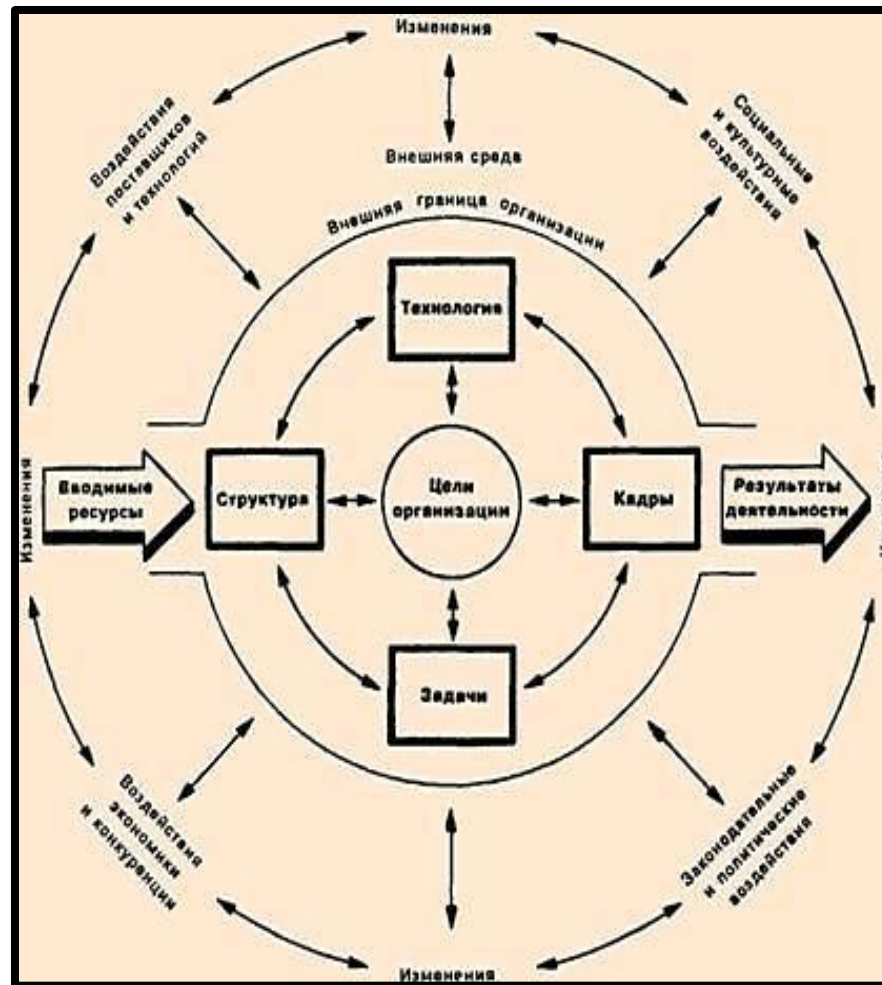 Изменения
Воздействия
поставщиков
и технологий
Социальные
и культурные
воздействия
Внешняя среда
Внешняя граница организации
Технология
Изменения
Вводимые
ресурсы
Структура
Цели
организации
Кадры
Результаты
деятельности
Задачи
Воздействия
экономики
и конкуренции
Законодательные
и политические
воздействия
Изменения